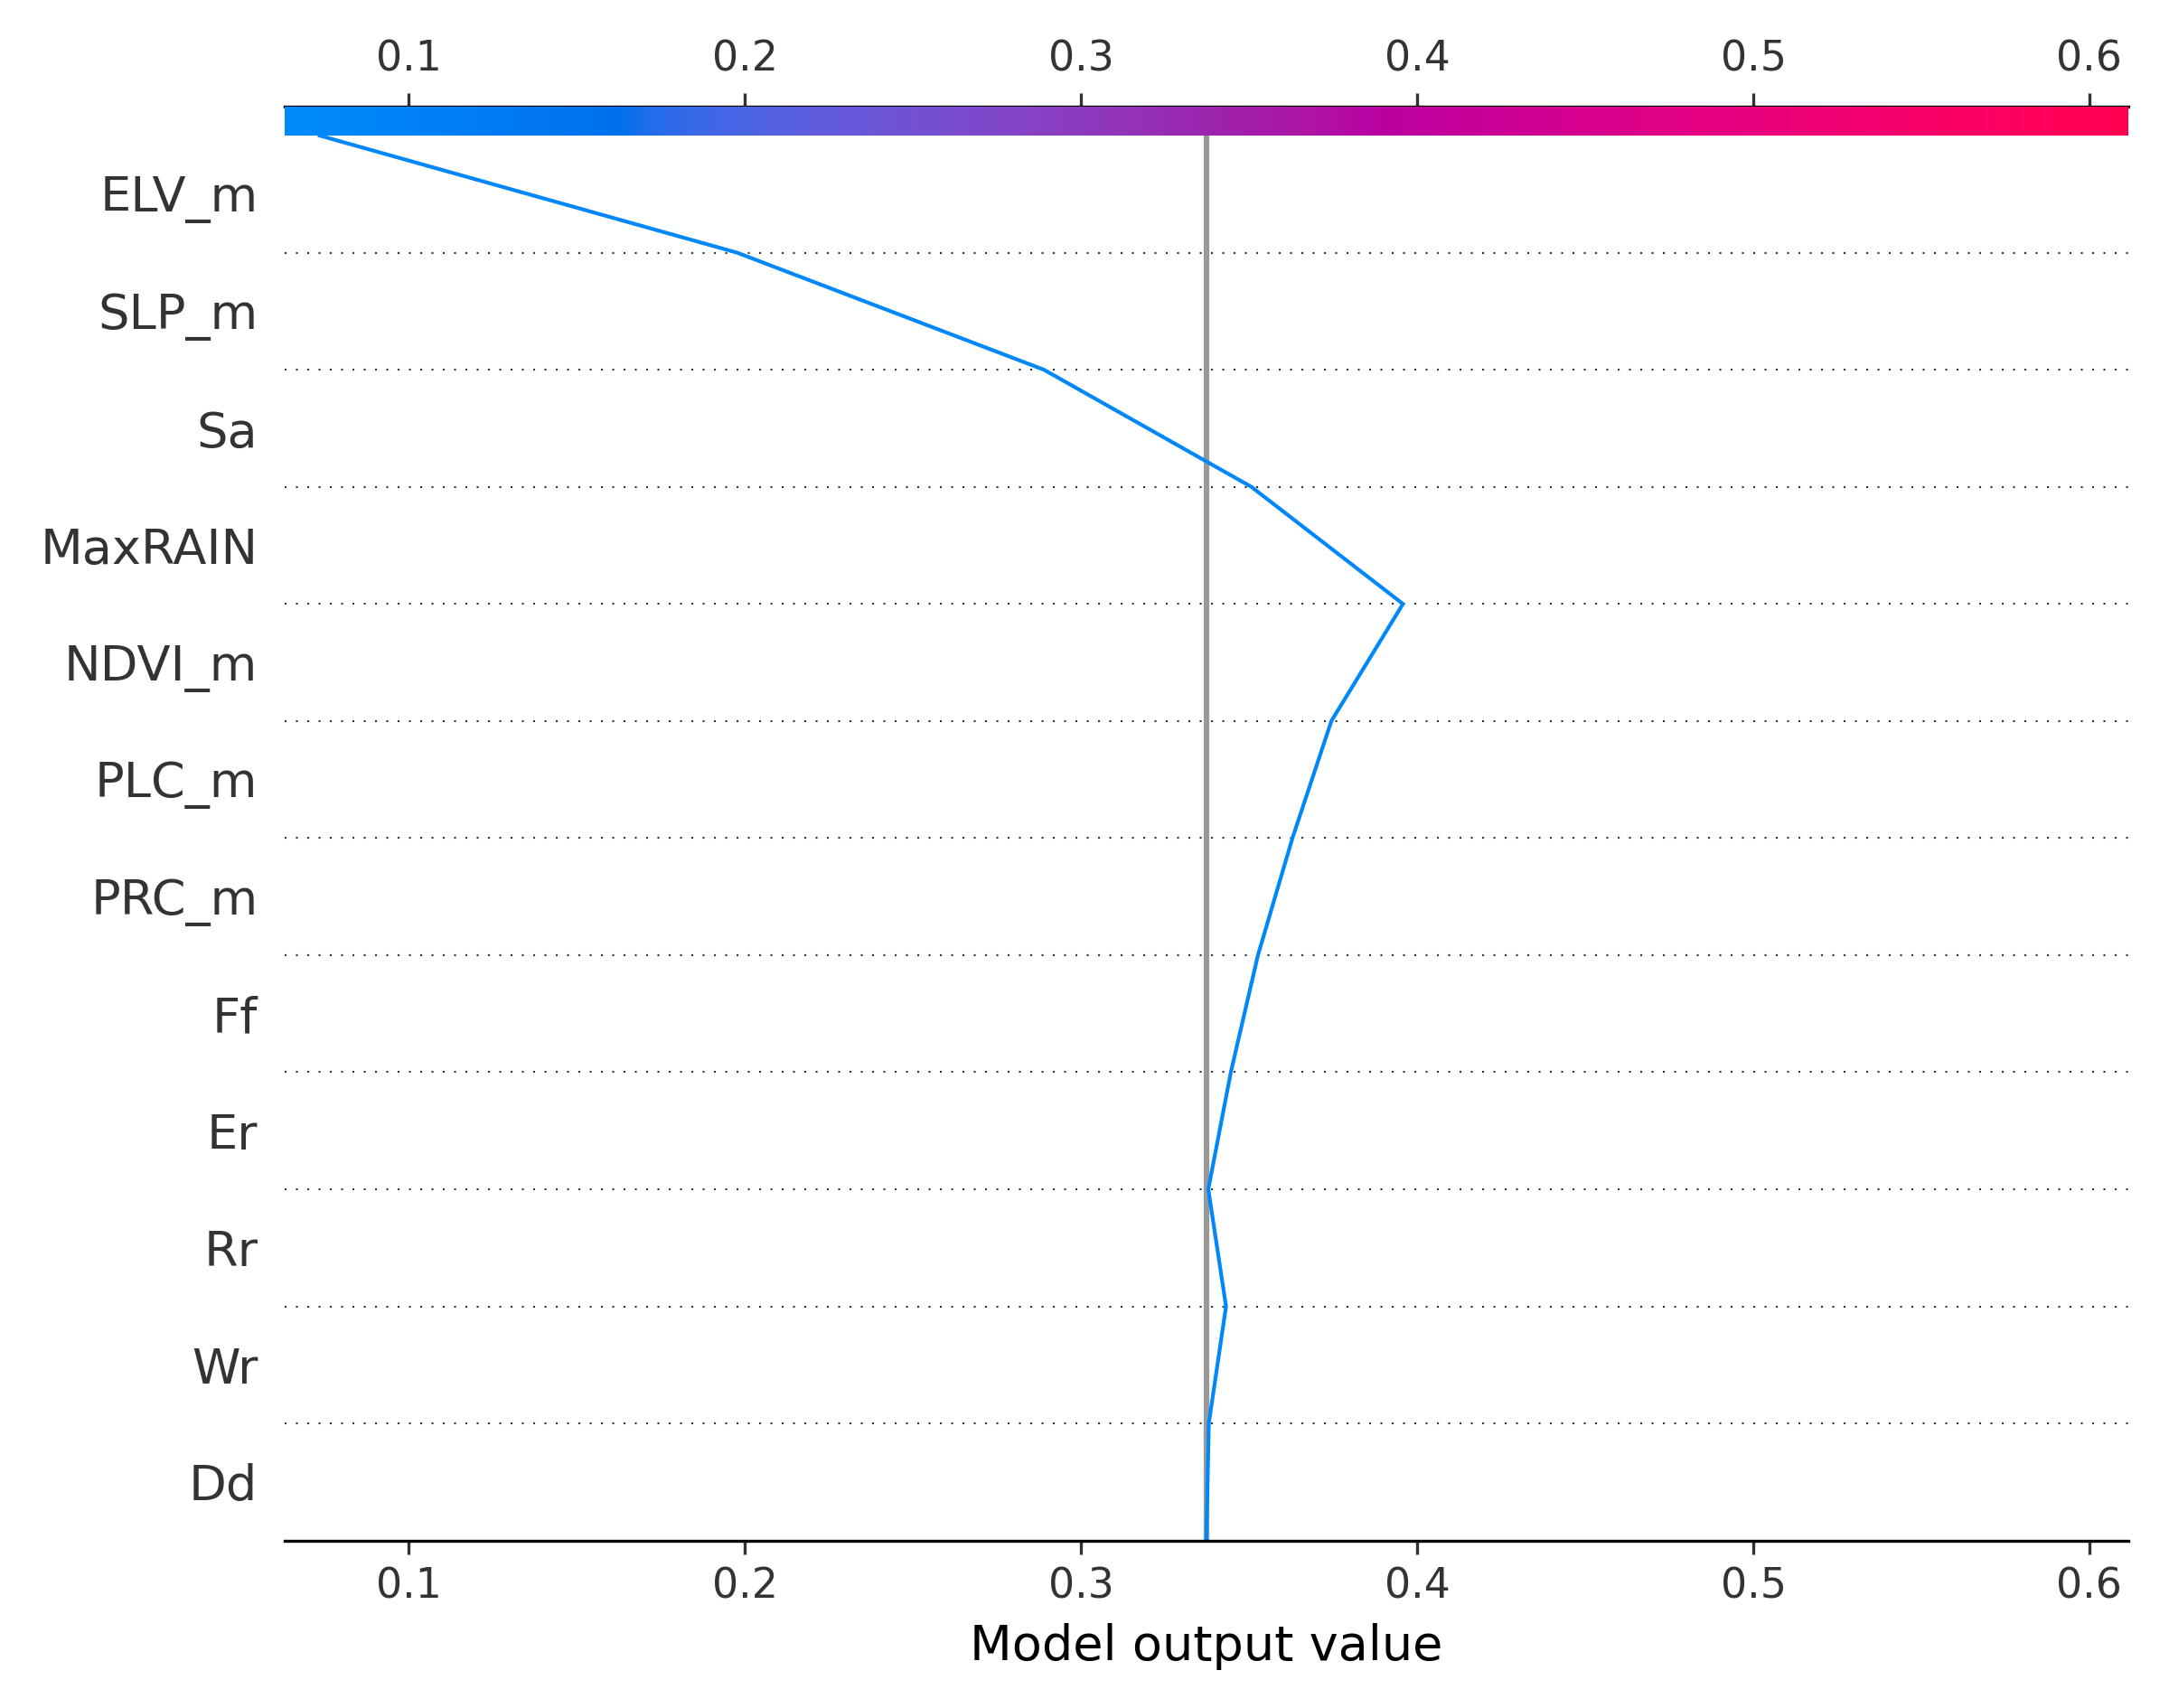 0.1 0.2 0.3 0.4 0.5 0.6
ELV_m
SLP_m
Sa
MaxRAIN
NDVI_m
PLC_m
PRC_m
Ff
Er
Rr
Wr
Dd
0.1 0.2 0.3 0.4 0.5 0.6
Model output value